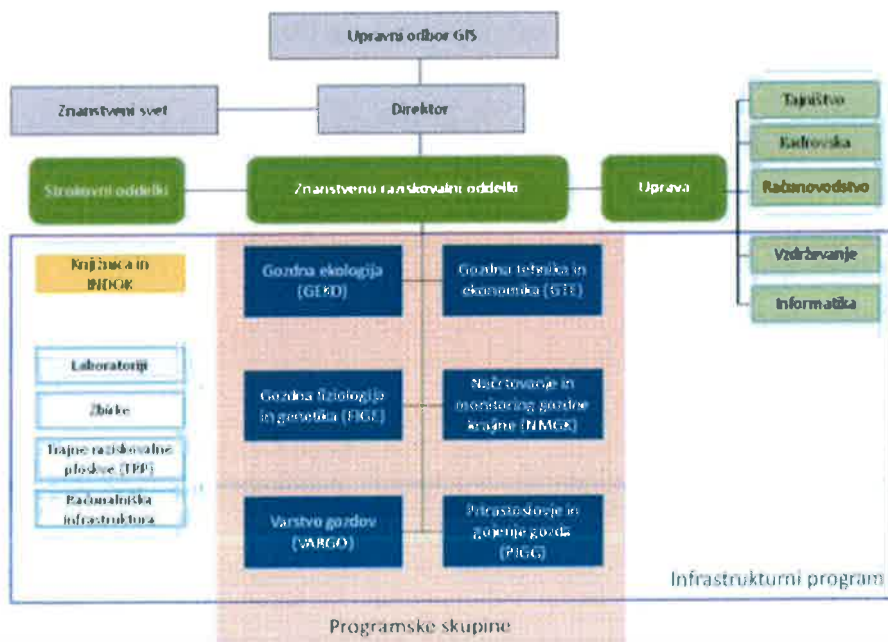 Upravni odbor GIS
Znanstveni svet
Direktor
Tajništvo
Kadrovska
Računovodstvo
Vzdrževanje
Informatika
Strokovni oddelki
Znanstveno raziskovalni oddelki
Uprava
Knjižnica in
INDOK
Laboratoriji
Zbirke
Trajne raziskovalne
ploskve (TRP)
Računalniška
infrastruktura
Gozdna ekologija
(GEKO)
Gozdna tehnika in
ekonomika (GTE)
Gozdna fiziologija
in genetika (FIGE)
Načrtovanje in
monitoring gozdne
krajine (NMGK)
Varstvo gozdov
(VARGO)
Prirastoslovje in
gojenje gozda
(PIGG)
Infrastrukturni program
Programske skupine